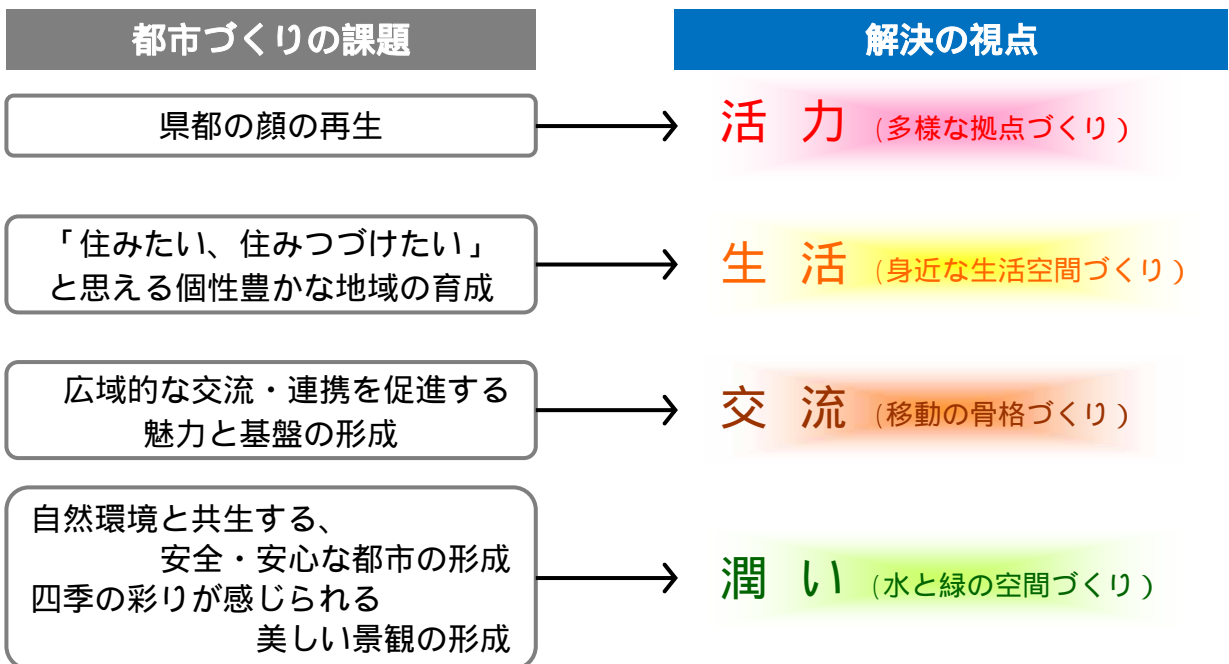 都市づくりの課題
解決の視点
県都の顔の再生
活 力 (多様な拠点づくり)
「住みたい、住みつづけたい」
と思える個性豊かな地域の育成
生 活 (身近な生活空間づくり)
広域的な交流・連携を促進する
魅力と基盤の形成
交 流 (移動の骨格づくり)
自然環境と共生する、
安全・安心な都市の形成
四季の彩りが感じられる
美しい景観の形成
潤 い (水と緑の空間づくり)